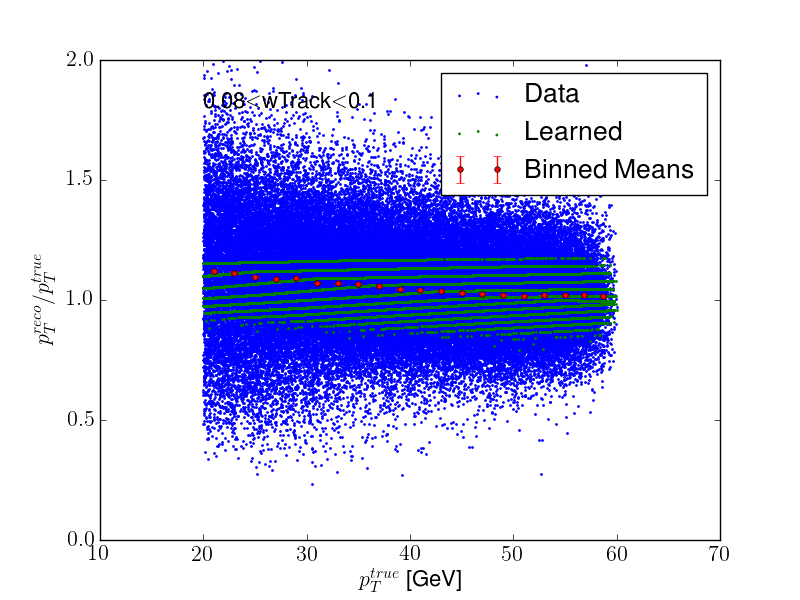 2.0
0.08<wTrack<0.1
Data
Learned
Binned Means
1.5
p_T^{reco}/p_T^{true}
1.0
0.5
0.0
10 20 30 40 50 60 70
p_T^{true} [GeV]